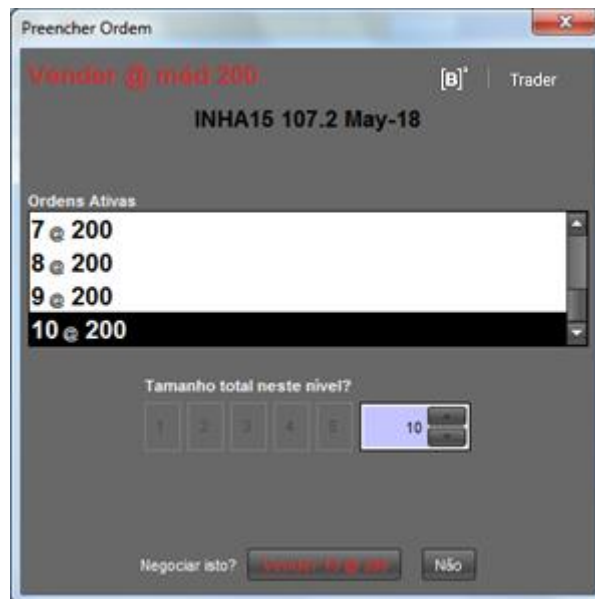 Preencher Ordem
Vender @ méd 200
[B]³ | Trader
INHA15 107.2 May-18
Ordens Ativas
7 @ 200
8 @ 200
9 @ 200
10 @ 200
Tamanho total neste nível?
1 2 3 4 5 10
Negociar isto? Vender 10 @ 200 Não